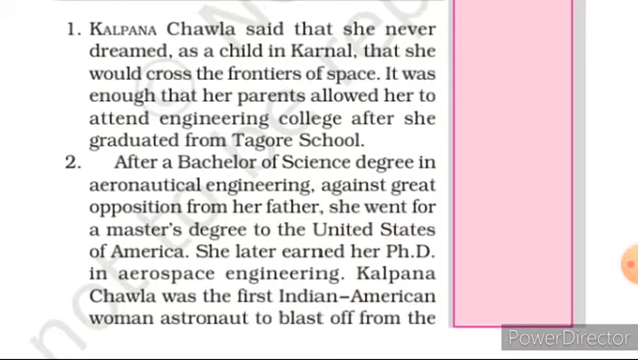 1. KALPANA Chawla said that she never
dreamed, as a child in Karnal, that she
would cross the frontiers of space. It was
enough that her parents allowed her to
attend engineering college after she
graduated from Tagore School.
2. After a Bachelor of Science degree in
aeronautical engineering, against great
opposition from her father, she went for
a master's degree to the United States
of America. She later earned her Ph.D.
in aerospace engineering. Kalpana
Chawla was the first Indian–American
woman astronaut to blast off from the
not to be rep
PowerDirector